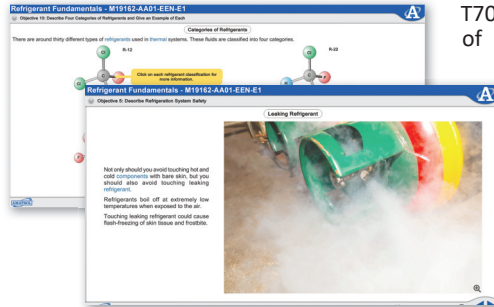 Refrigerant Fundamentals - M19162-AA01-EEN-E1
Objective 10: Describe Four Categories of Refrigerants and Give an Example of Each
Categories of Refrigerants
There are around thirty different types of refrigerants used in thermal systems. These fluids are classified into four categories.
R-12
R-22
Click on each refrigerant classification for
more information.
T70
of
Refrigerant Fundamentals - M19162-AA01-EEN-E1
Objective 5: Describe Refrigeration System Safety
Leaking Refrigerant
Not only should you avoid touching hot and
cold components with bare skin, but you
should also avoid touching leaking
refrigerant.
Refrigerants boil off at extremely low
temperatures when exposed to the air.
Touching leaking refrigerant could cause
flash-freezing of skin tissue and frostbite.